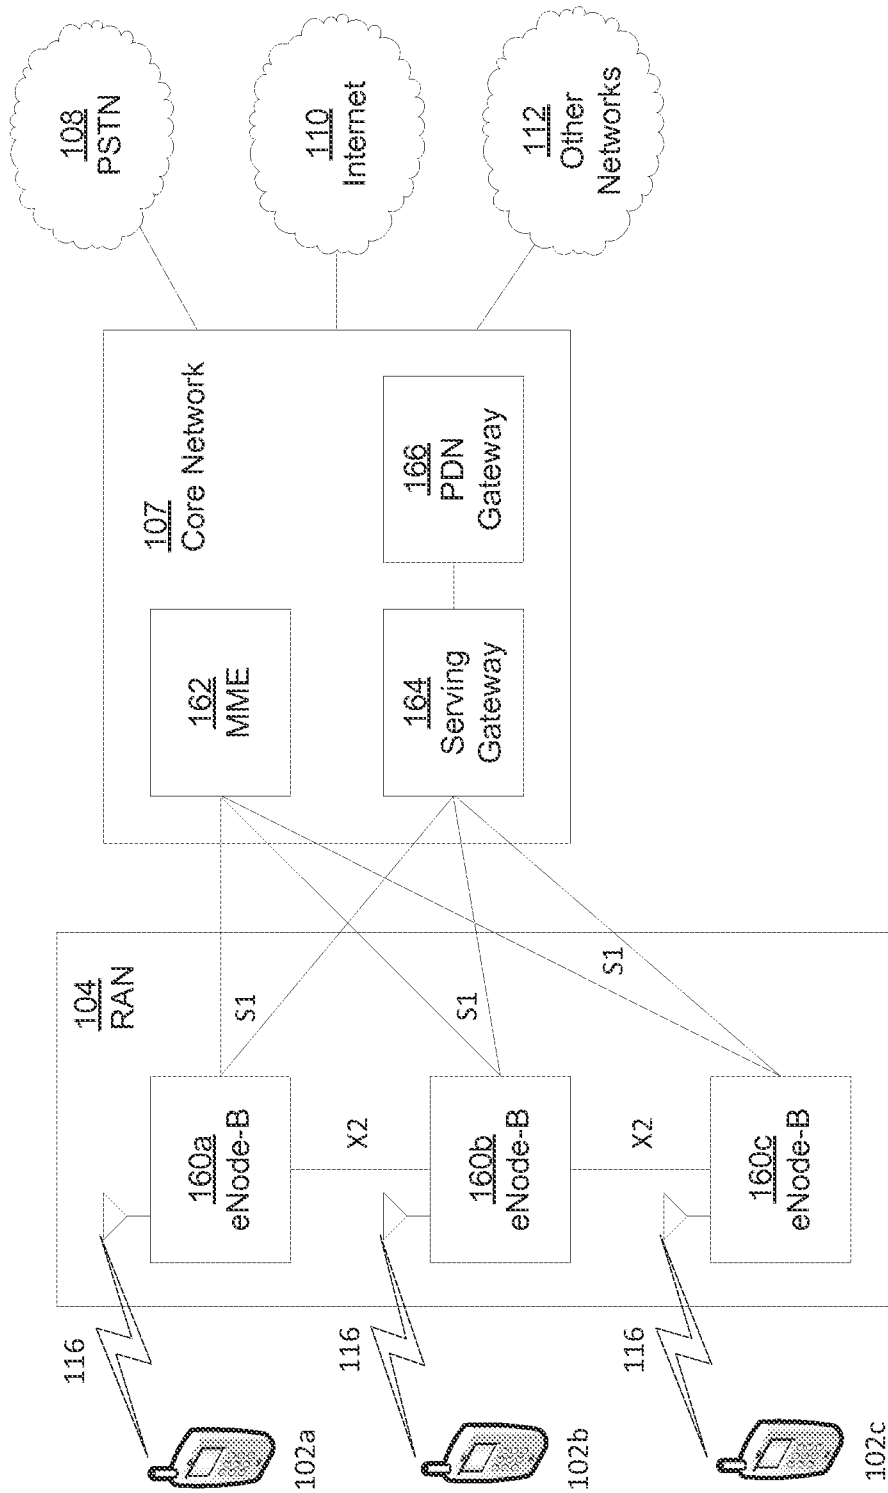 102a
116
104
RAN
160a
eNode-B
S1
X2
102b
116
160b
eNode-B
S1
X2
102c
116
160c
eNode-B
S1
107
Core Network
162
MME
164
Serving
Gateway
166
PDN
Gateway
108
PSTN
110
Internet
112
Other
Networks